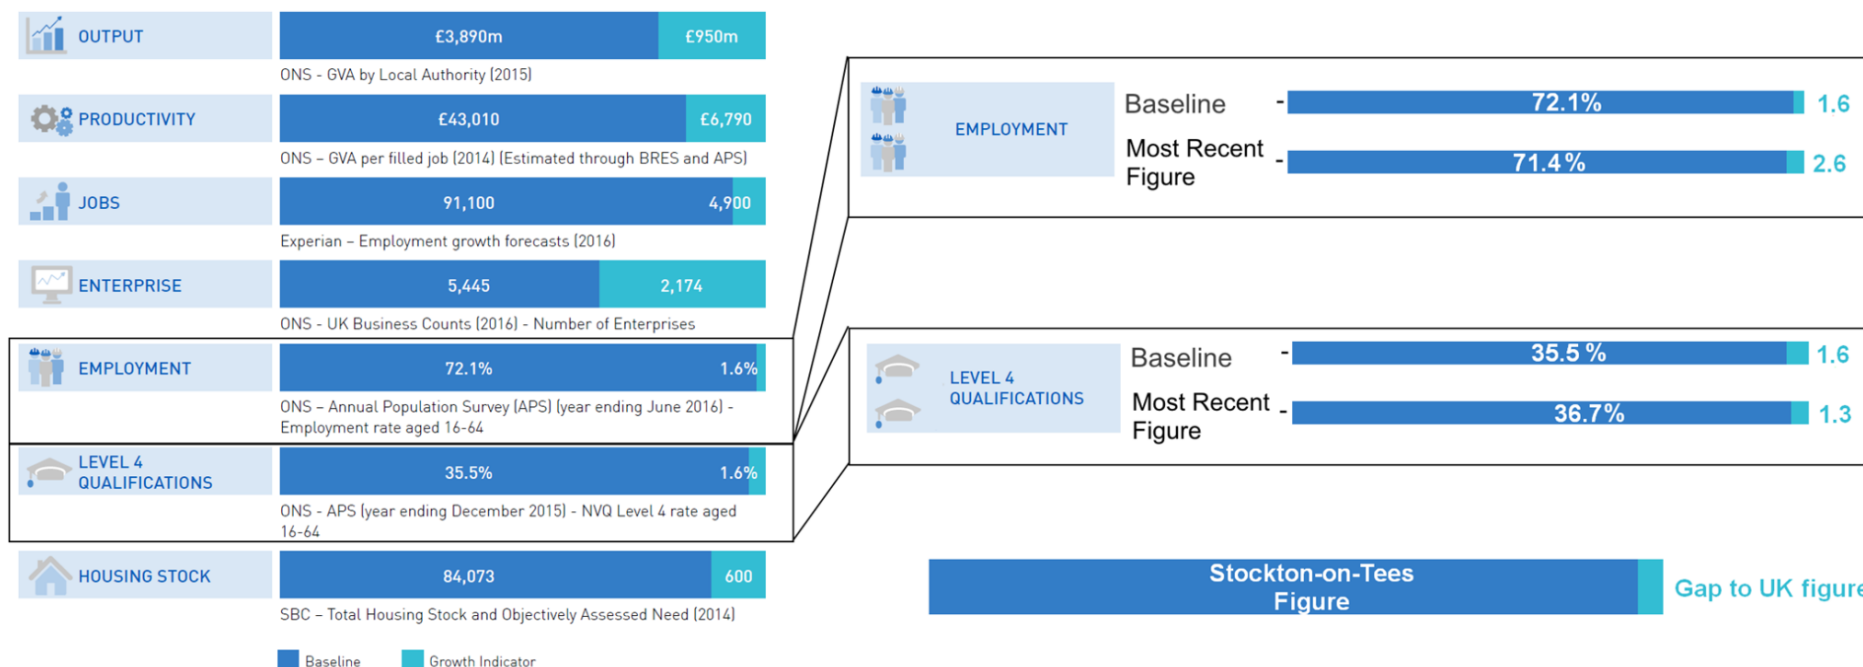 OUTPUT
£3,890m
£950m
ONS - GVA by Local Authority (2015)
PRODUCTIVITY
£43,010
£6,790
ONS – GVA per filled job (2014) (Estimated through BRES and APS)
JOBS
91,100
4,900
Experian – Employment growth forecasts (2016)
ENTERPRISE
5,445
2,174
ONS - UK Business Counts (2016) - Number of Enterprises
EMPLOYMENT
72.1%
1.6%
ONS – Annual Population Survey (APS) (year ending June 2016) -
Employment rate aged 16-64
LEVEL 4
QUALIFICATIONS
35.5%
1.6%
ONS - APS (year ending December 2015) - NVQ Level 4 rate aged
16-64
HOUSING STOCK
84,073
600
SBC – Total Housing Stock and Objectively Assessed Need (2014)
Baseline
Growth Indicator
EMPLOYMENT
Baseline
-
72.1%
1.6
Most Recent
Figure
-
71.4%
2.6
LEVEL 4
QUALIFICATIONS
Baseline
-
35.5%
1.6
Most Recent
Figure
-
36.7%
1.3
Stockton-on-Tees
Figure
Gap to UK figure